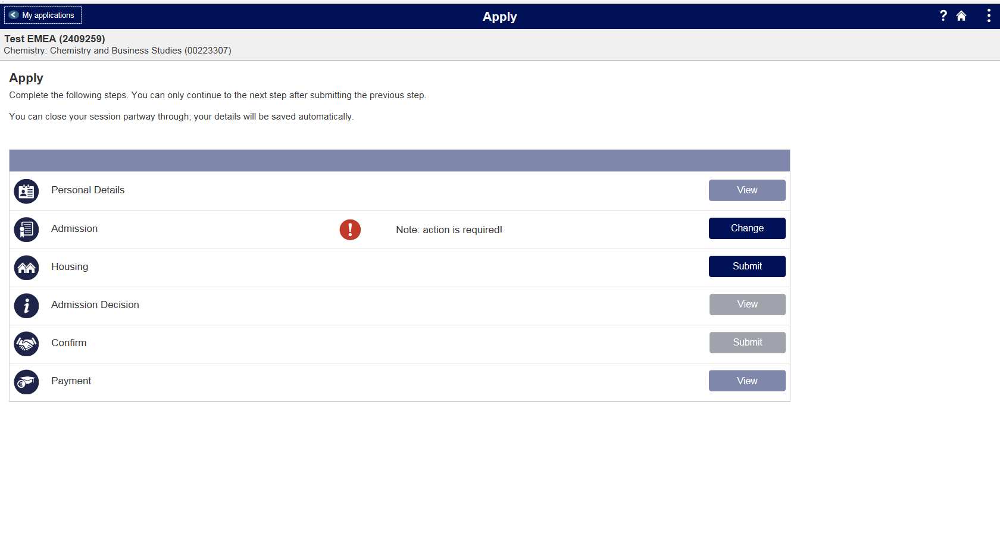 My applications
Apply
?
Test EMEA (2409259)
Chemistry: Chemistry and Business Studies (00223307)
Apply
Complete the following steps. You can only continue to the next step after submitting the previous step.
You can close your session partway through; your details will be saved automatically.
Personal Details View
Admission ! Note: action is required! Change
Housing Submit
i Admission Decision View
Confirm Submit
€ Payment View